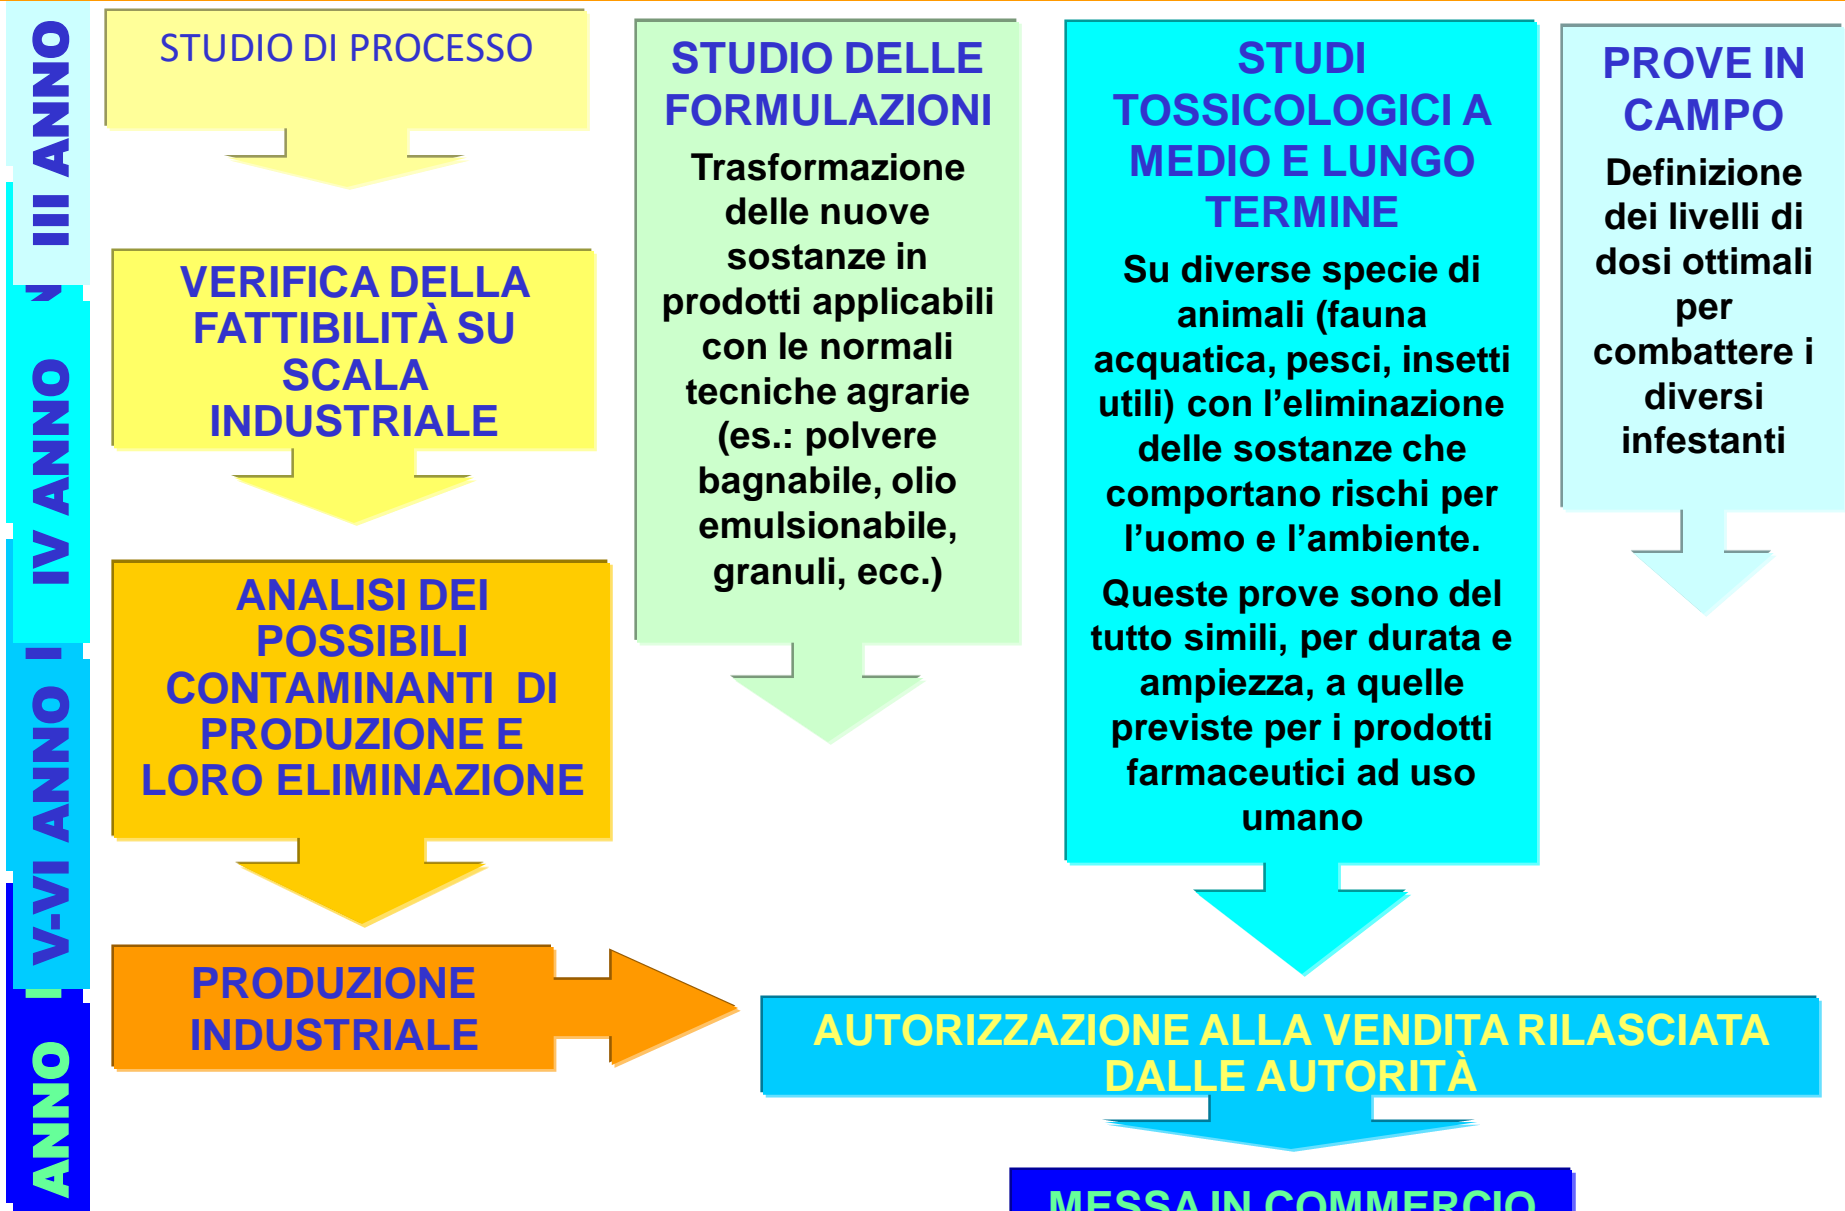 III ANNO
IV ANNO
V-VI ANNO
ANNO
STUDIO DI PROCESSO
VERIFICA DELLA
FATTIBILITÀ SU
SCALA
INDUSTRIALE
ANALISI DEI
POSSIBILI
CONTAMINANTI DI
PRODUZIONE E
LORO ELIMINAZIONE
PRODUZIONE
INDUSTRIALE
STUDIO DELLE
FORMULAZIONI
Trasformazione
delle nuove
sostanze in
prodotti applicabili
con le normali
tecniche agrarie
(es.: polvere
bagnabile, olio
emulsionabile,
granuli, ecc.)
STUDI
TOSSICOLOGICI A
MEDIO E LUNGO
TERMINE
Su diverse specie di
animali (fauna
acquatica, pesci, insetti
utili) con l’eliminazione
delle sostanze che
comportano rischi per
l’uomo e l’ambiente.
Queste prove sono del
tutto simili, per durata e
ampiezza, a quelle
previste per i prodotti
farmaceutici ad uso
umano
PROVE IN
CAMPO
Definizione
dei livelli di
dosi ottimali
per
combattere i
diversi
infestanti
AUTORIZZAZIONE ALLA VENDITA RILASCIATA
DALLE AUTORITÀ
MESSA IN COMMERCIO